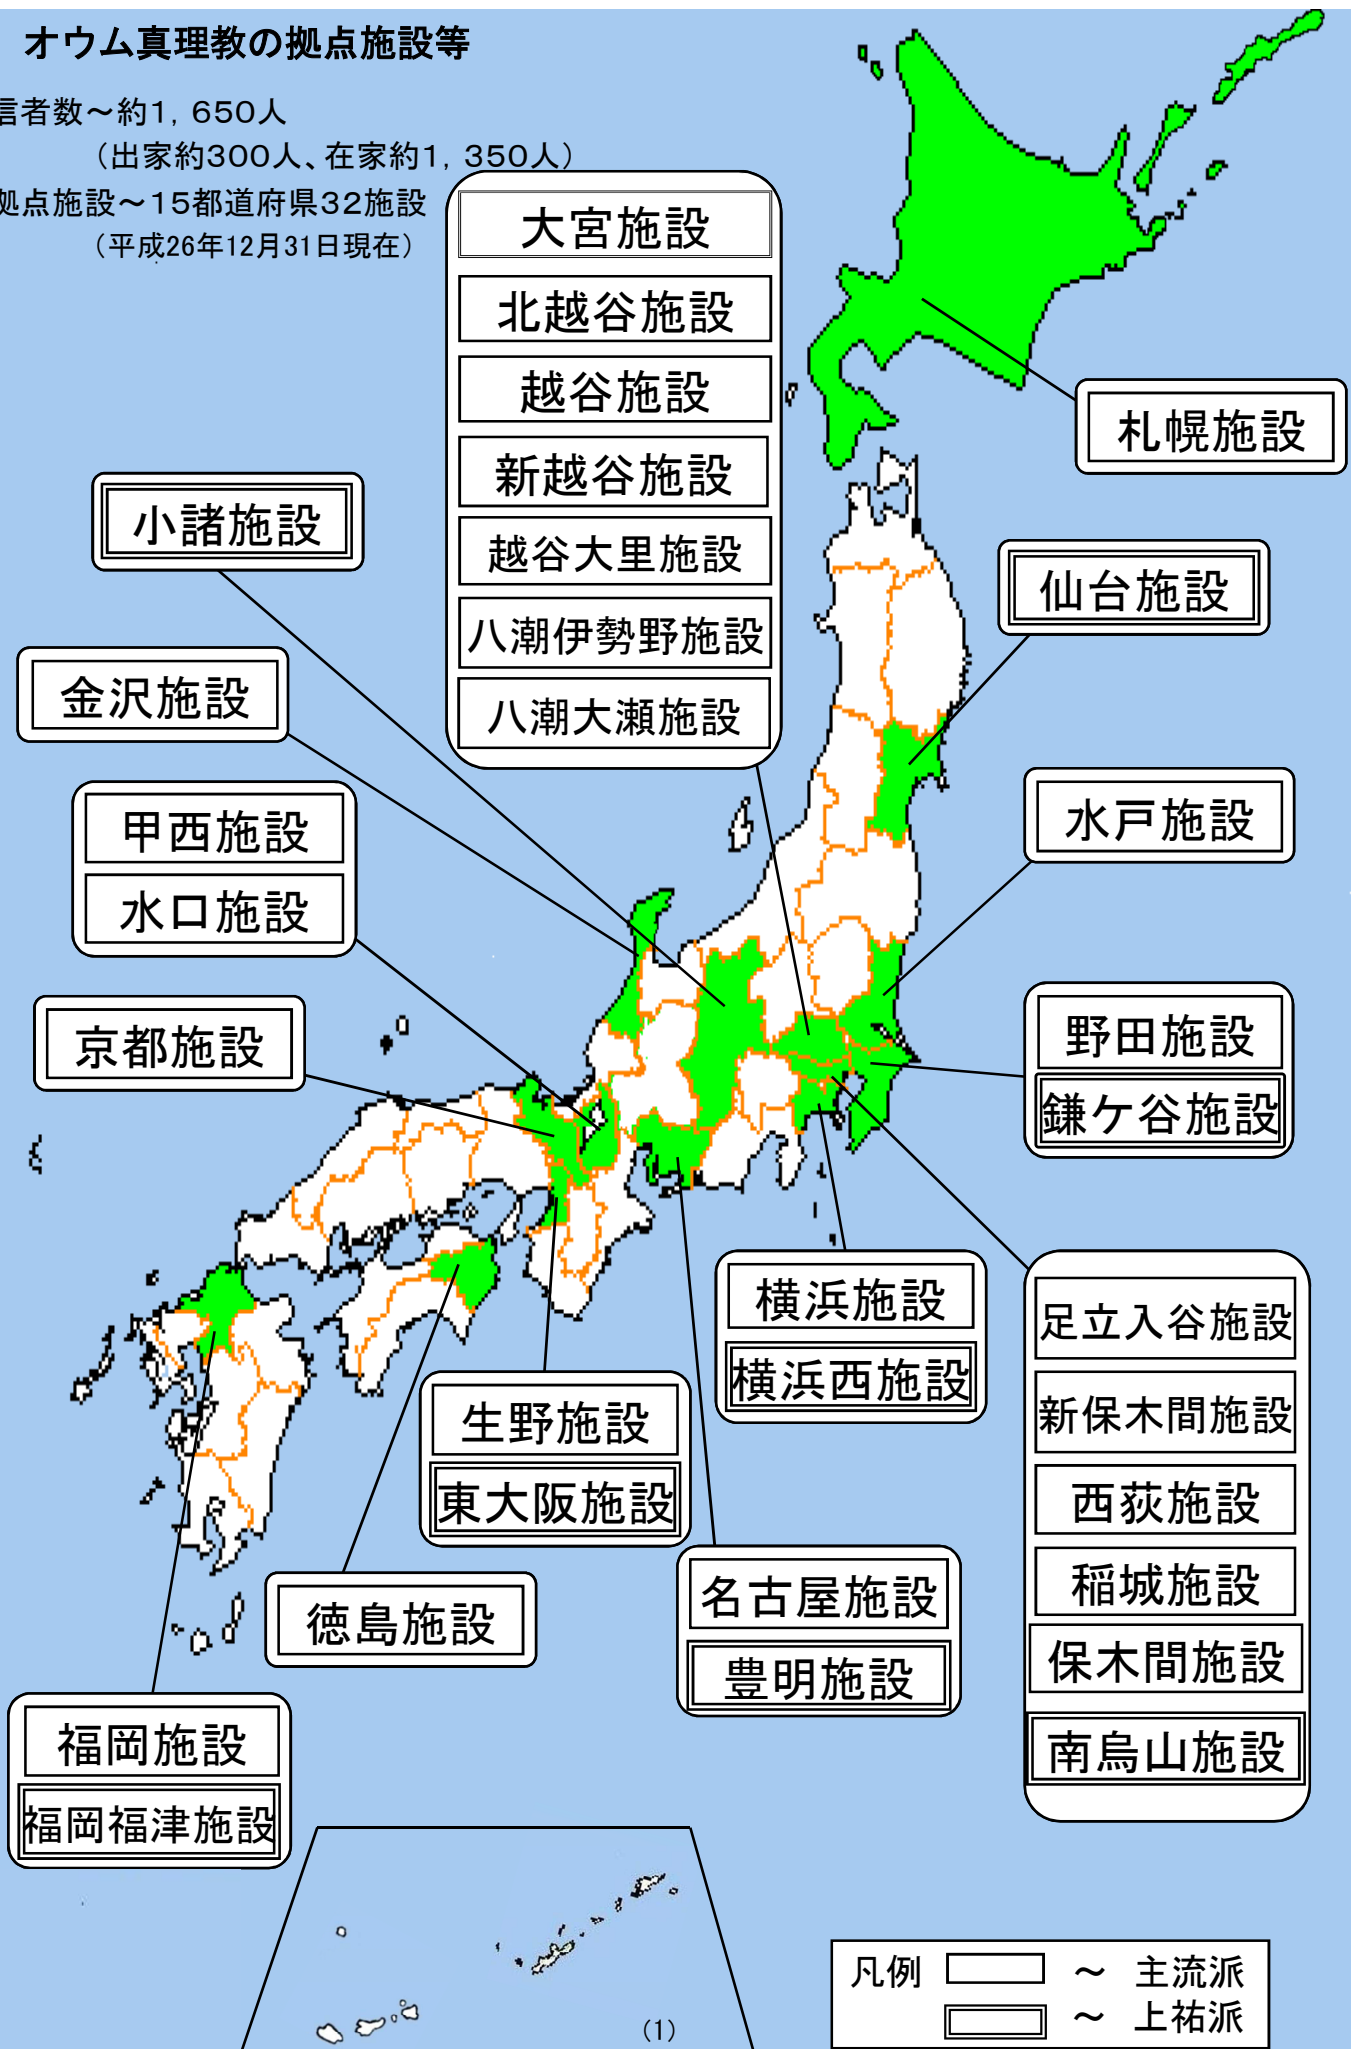 オウム真理教の拠点施設等
信者数～約1，650人
（出家約300人、在家約1，350人）
拠点施設～15都道府県32施設
（平成26年12月31日現在）
大宮施設
北越谷施設
越谷施設
新越谷施設
越谷大里施設
八潮伊勢野施設
八潮大瀬施設
札幌施設
小諸施設
仙台施設
金沢施設
甲西施設
水口施設
水戸施設
京都施設
野田施設
鎌ケ谷施設
横浜施設
横浜西施設
足立入谷施設
新保木間施設
西荻施設
稲城施設
保木間施設
南烏山施設
生野施設
東大阪施設
名古屋施設
豊明施設
徳島施設
福岡施設
福岡福津施設
凡例 ～ 主流派
～ 上祐派
(1)